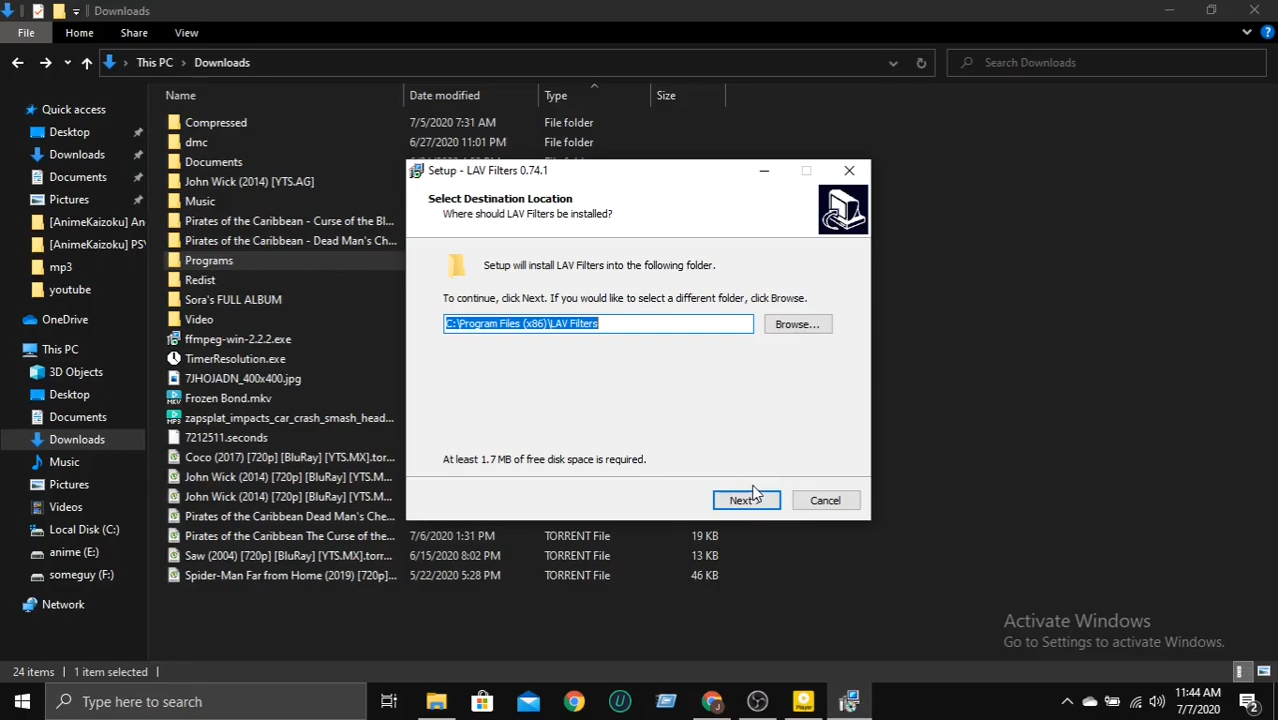 Downloads
File Home Share View
This PC Downloads Search Downloads
Name Date modified Type Size
Quick access
Desktop
Downloads
Documents
Pictures
[AnimeKaizoku] An
[AnimeKaizoku] PSY
mp3
youtube
OneDrive
This PC
3D Objects
Desktop
Documents
Downloads
Music
Pictures
Videos
Local Disk (C:)
anime (E:)
someguy (F:)
Network
Compressed 7/5/2020 7:31 AM File folder
dmc 6/27/2020 11:01 PM File folder
Documents
John Wick (2014) [YTS.AG]
Music
Pirates of the Caribbean - Curse of the Bl...
Pirates of the Caribbean - Dead Man's Ch...
Programs
Redist
Sora's FULL ALBUM
Video
ffmpeg-win-2.2.2.exe
TimerResolution.exe
7JHOJADN_400x400.jpg
Frozen Bond.mkv
zapsplat_impacts_car_crash_smash_head...
7212511.seconds
Coco (2017) [720p] [BluRay] [YTS.MX].torr...
John Wick (2014) [720p] [BluRay] [YTS.M...
John Wick (2014) [720p] [BluRay] [YTS.M...
Pirates of the Caribbean Dead Man's Che...
Pirates of the Caribbean The Curse of the... 7/6/2020 1:31 PM TORRENT File 19 KB
Saw (2004) [720p] [BluRay] [YTS.MX].torr... 6/15/2020 8:02 PM TORRENT File 13 KB
Spider-Man Far from Home (2019) [720p]... 5/22/2020 5:28 PM TORRENT File 46 KB
Setup - LAV Filters 0.74.1
Select Destination Location
Where should LAV Filters be installed?
Setup will install LAV Filters into the following folder.
To continue, click Next. If you would like to select a different folder, click Browse.
C:\Program Files (x86)\LAV Filters Browse...
At least 1.7 MB of free disk space is required.
Next > Cancel
Activate Windows
Go to Settings to activate Windows.
24 items 1 item selected
Type here to search
Player
11:44 AM
7/7/2020
2